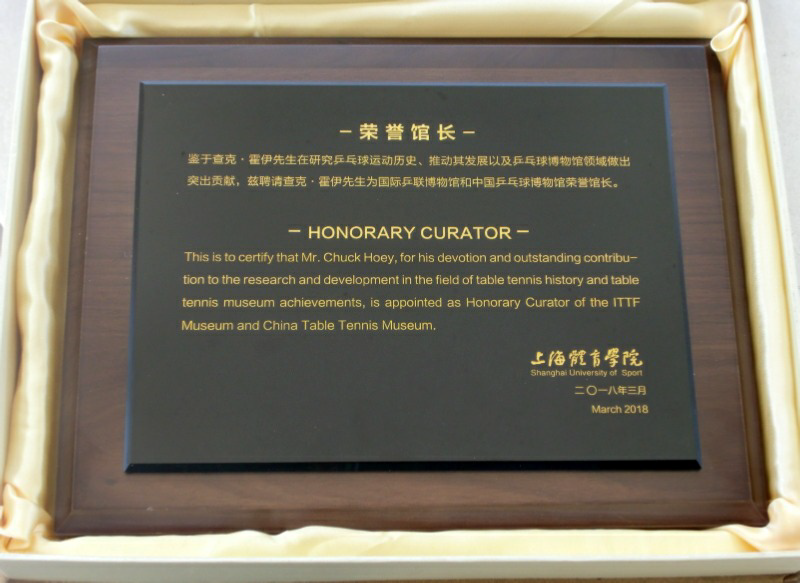 －荣誉馆长－
鉴于查克·霍伊先生在研究乒乓球运动历史、推动其发展以及乒乓球博物馆领域做出
突出贡献，兹聘请查克·霍伊先生为国际乒联博物馆和中国乒乓球博物馆荣誉馆长。
－HONORARY CURATOR－
This is to certify that Mr. Chuck Hoey, for his devotion and outstanding contribu-
tion to the research and development in the field of table tennis history and table
tennis museum achievements, is appointed as Honorary Curator of the ITTF
Museum and China Table Tennis Museum.
上海體育學院
Shanghai University of Sport
二〇一八年三月
March 2018